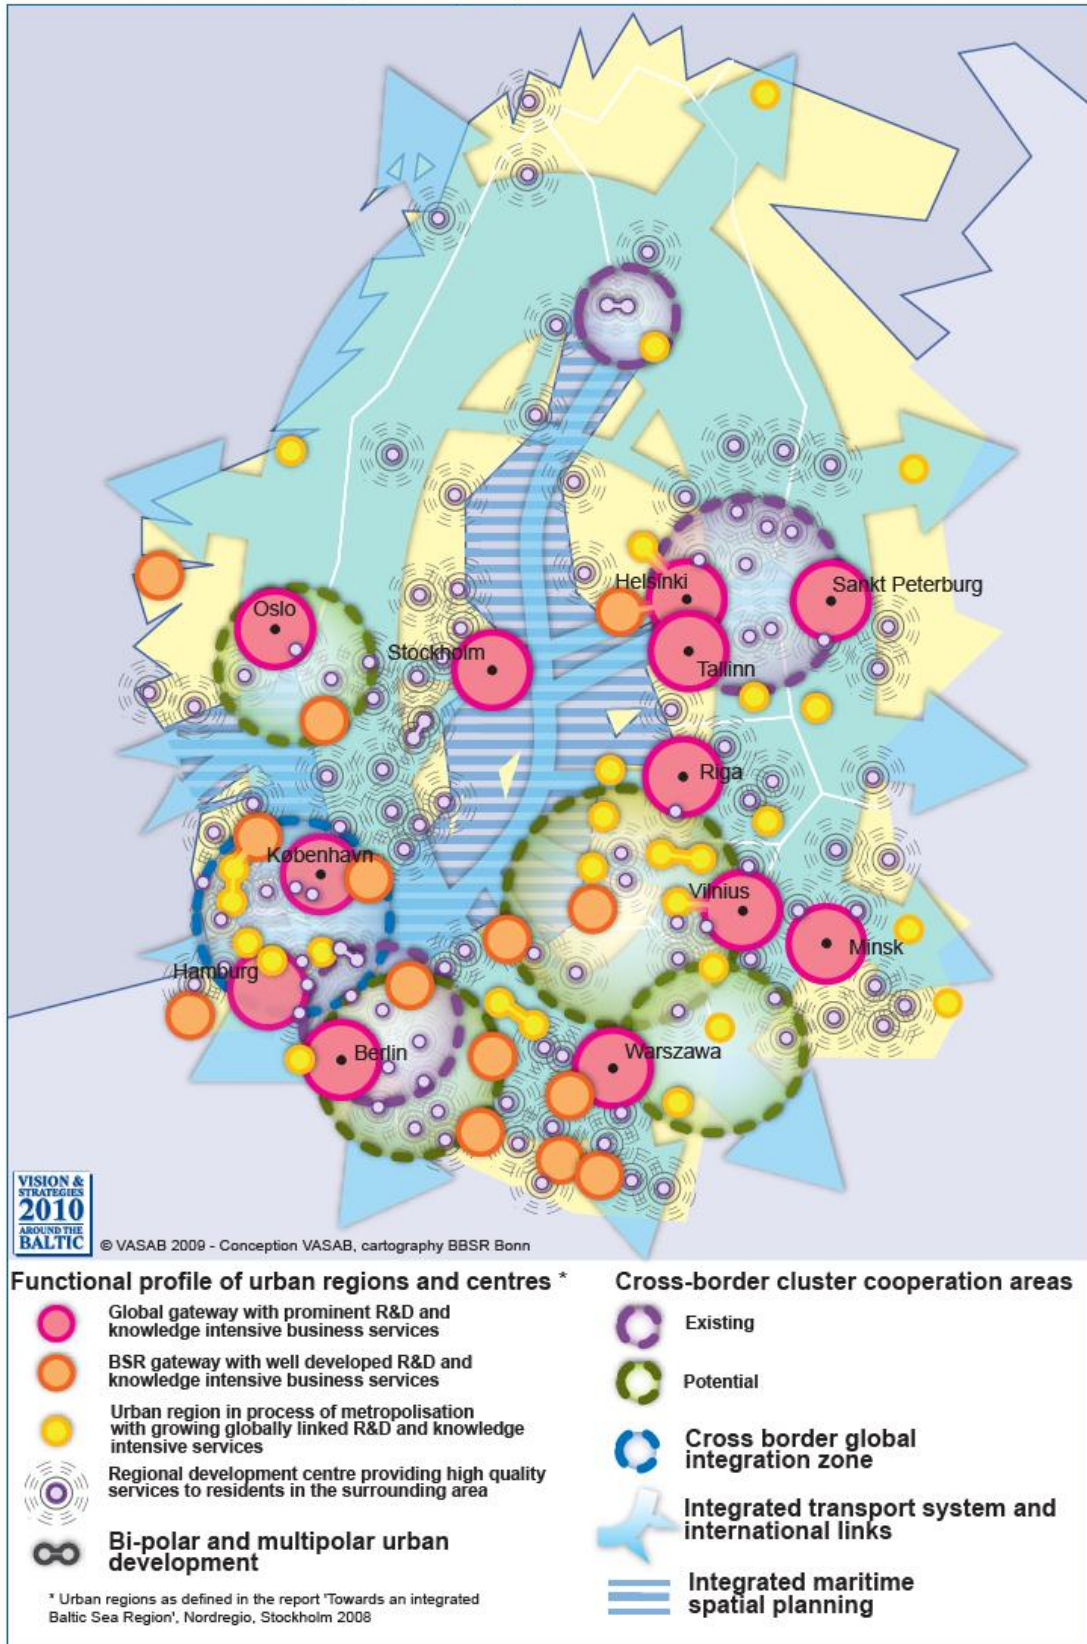 Helsinki
Sankt Peterburg
Oslo
Stockholm
Tallinn
Riga
København
Vilnius
Minsk
Hamburg
Berlin
Warszawa
VISION &
STRATEGIES
2010
AROUND THE
BALTIC
© VASAB 2009 - Conception VASAB, cartography BBSR Bonn
Functional profile of urban regions and centres *
Global gateway with prominent R&D and
knowledge intensive business services
BSR gateway with well developed R&D and
knowledge intensive business services
Urban region in process of metropolisation
with growing globally linked R&D and knowledge
intensive services
Regional development centre providing high quality
services to residents in the surrounding area
Bi-polar and multipolar urban
development
* Urban regions as defined in the report 'Towards an integrated
Baltic Sea Region', Nordregio, Stockholm 2008
Cross-border cluster cooperation areas
Existing
Potential
Cross border global
integration zone
Integrated transport system and
international links
Integrated maritime
spatial planning